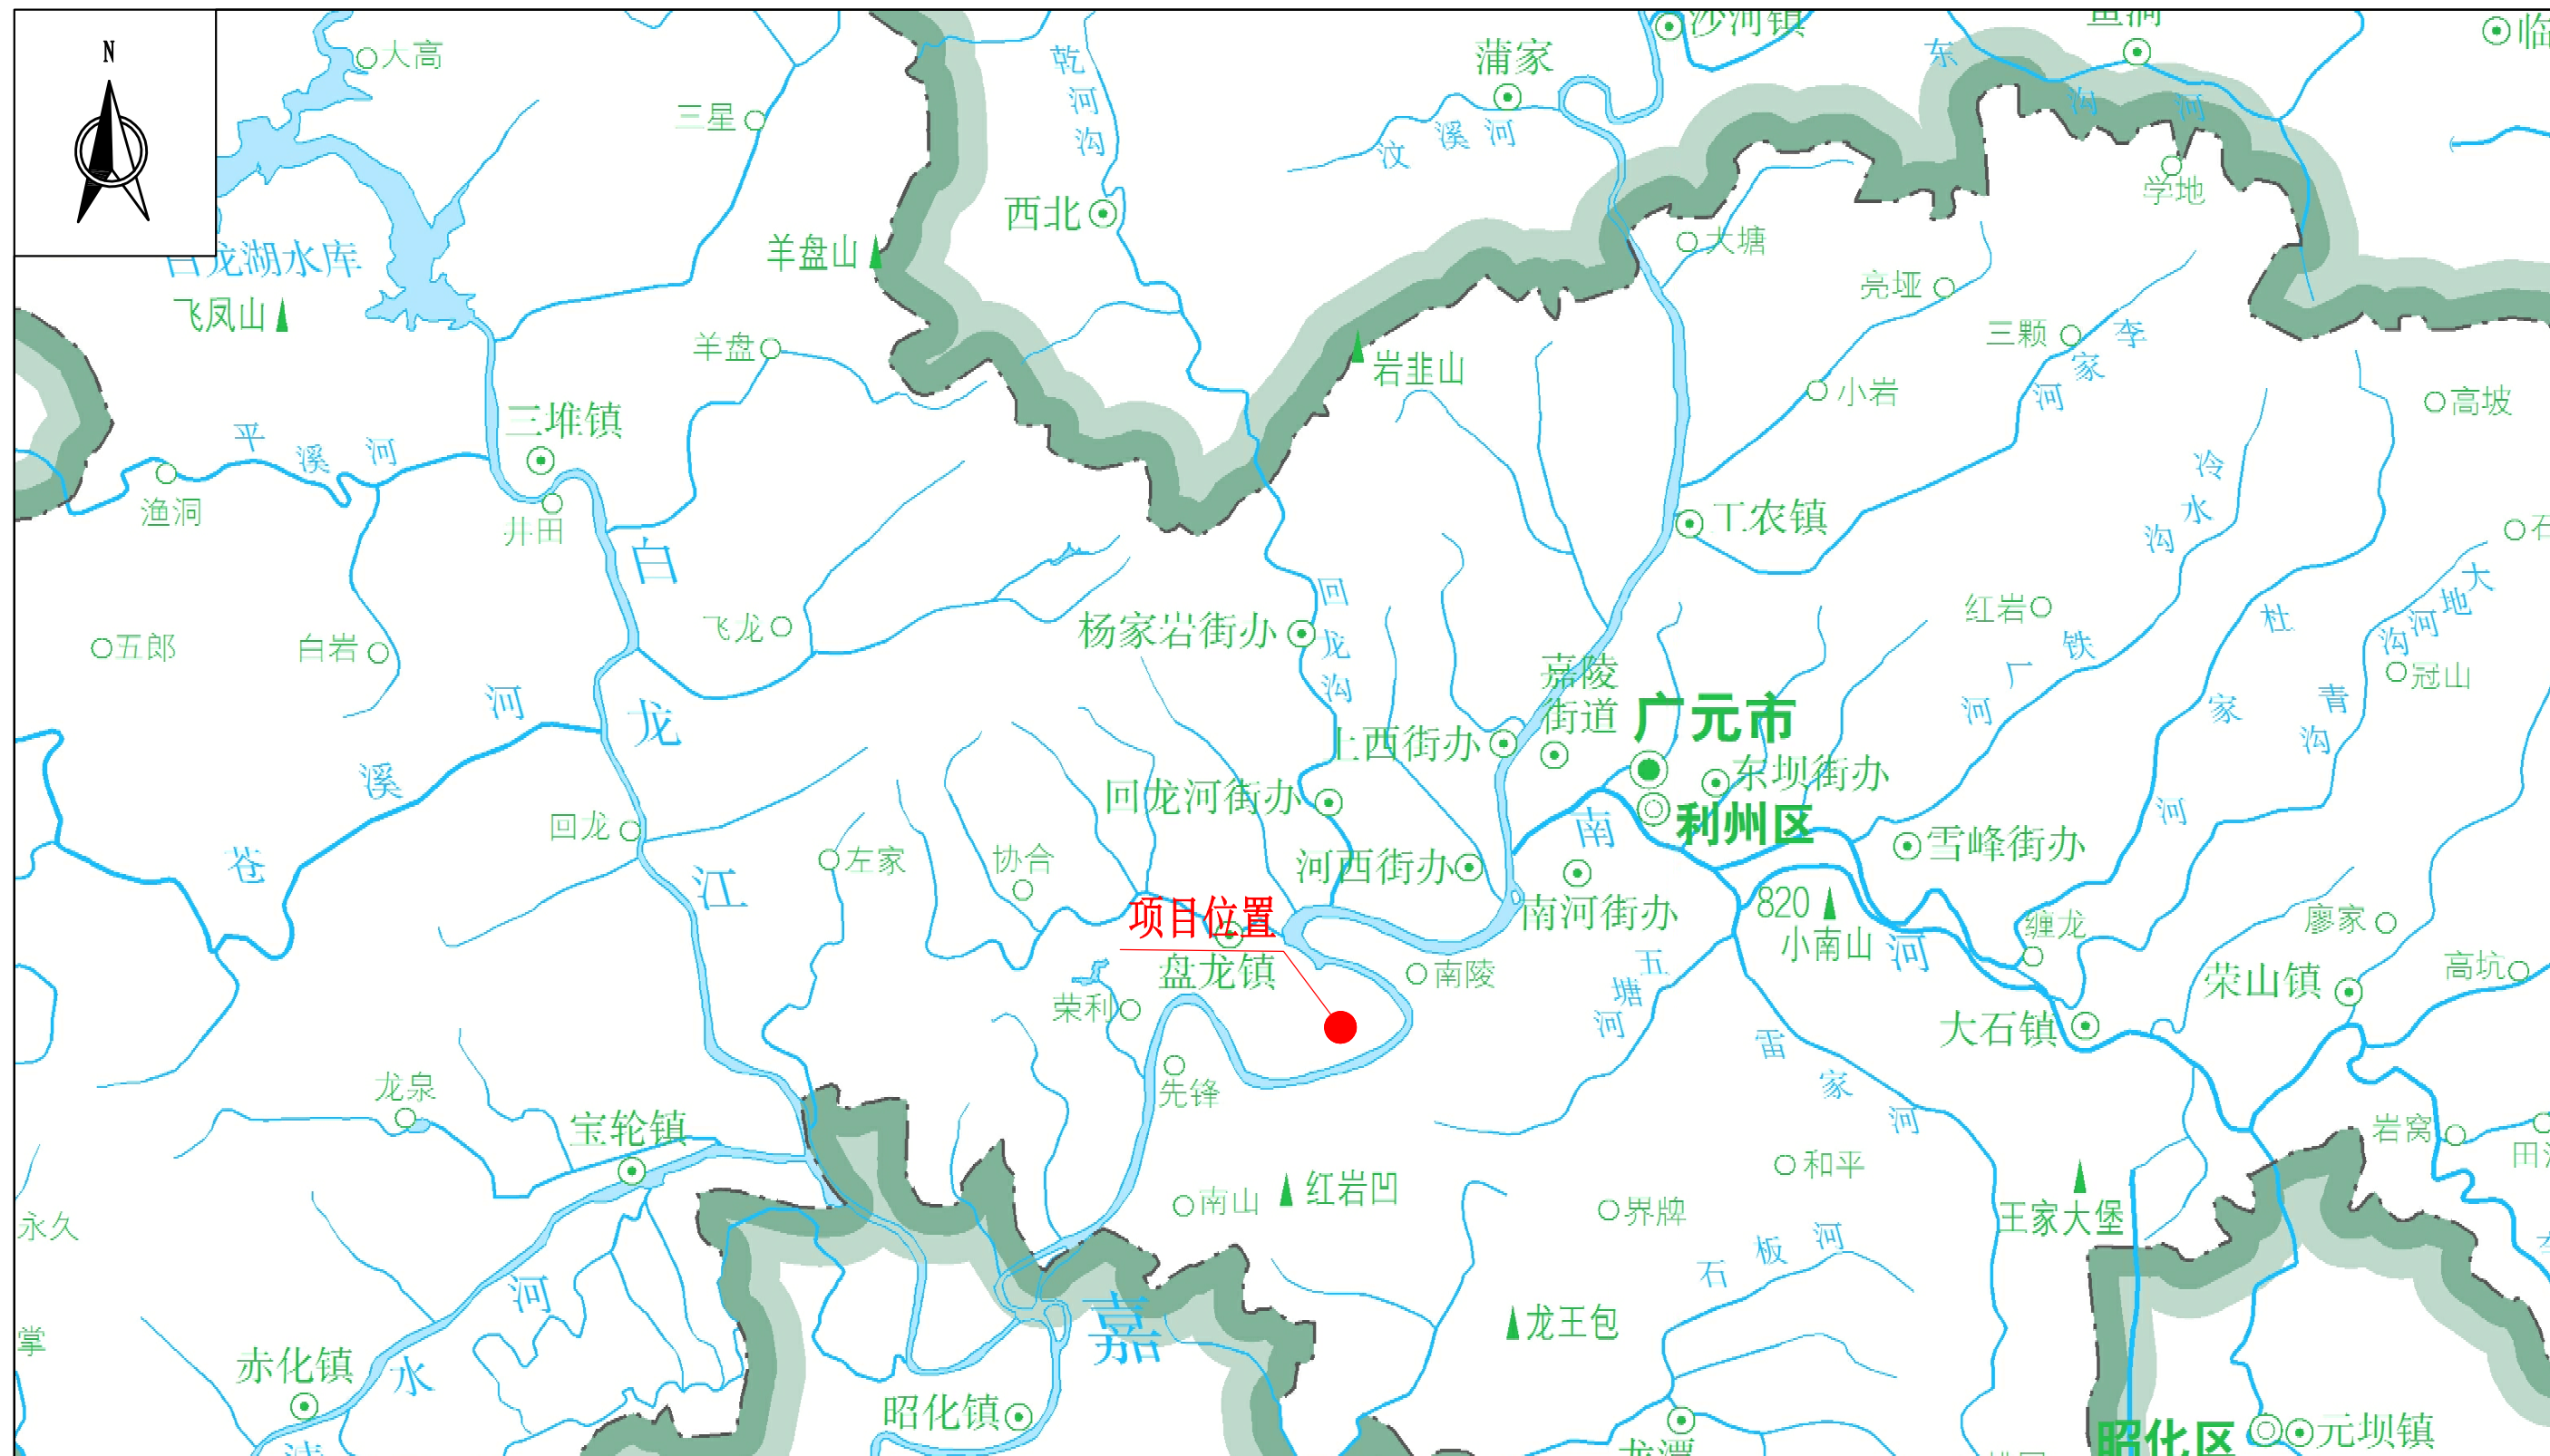 N
大高
三星
乾河沟
西北
羊盘山
蒲家
汶溪河
沙河镇
鱼洞
东沟河
临
学地
大塘
亮垭
三颗
李家河
小岩
高坡
白龙湖水库
飞凤山
羊盘
岩韭山
三堆镇
平溪河
渔洞
井田
工农镇
冷水沟
石
白龙江
飞龙
杨家岩街办
回龙沟
红岩
铁厂河
杜家河
大地河沟
青沟
冠山
五郎
白岩
苍溪河
嘉陵
街道
上西街办
广元市
东坝街办
利州区
回龙河街办
回龙
左家
协合
河西街办
南河
南河街办
雪峰街办
820
小南山
缠龙
廖家
高坑
项目位置
盘龙镇
南陵
荣利
五塘河
荣山镇
大石镇
先锋
雷家河
龙泉
宝轮镇
岩窝
田
南山
红岩凹
和平
界牌
王家大堡
永久
石板河
河
嘉
龙王包
掌
赤化镇
水
清
昭化镇
龙潭
昭化区
元坝镇